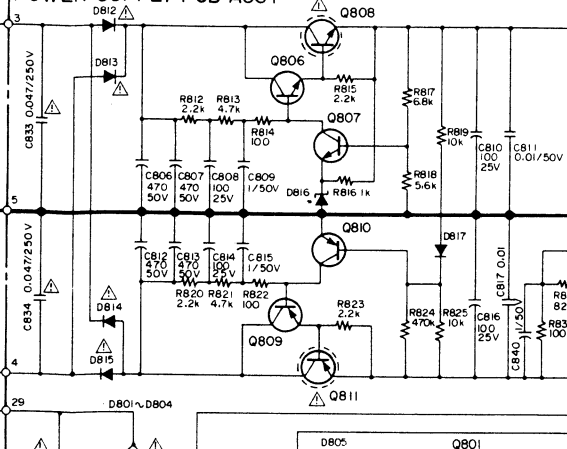 POWER SUPPLY PCB ASSY
3
D812
Q808
D813
Q806
C833 0.047/250V
R812
2.2k
R813
4.7k
R814
100
R815
2.2k
Q807
R817
6.8k
R819
10k
C810
100
25V
C811
0.01/50V
C806
470
50V
C807
470
50V
C808
100
25V
C809
1/50V
D816
R816 1k
R818
5.6k
5
Q810
C834 0.047/250V
C812
470
50V
C813
470
50V
C814
100
25V
C815
1/50V
D817
C817 0.01
R820
2.2k
R821
4.7k
R822
100
R823
2.2k
R824
470k
R825
10k
C816
100
25V
C840 1/50V
R8
82
R83
100
D814
Q809
D815
4
Q811
29
D801~D804
D805
Q801